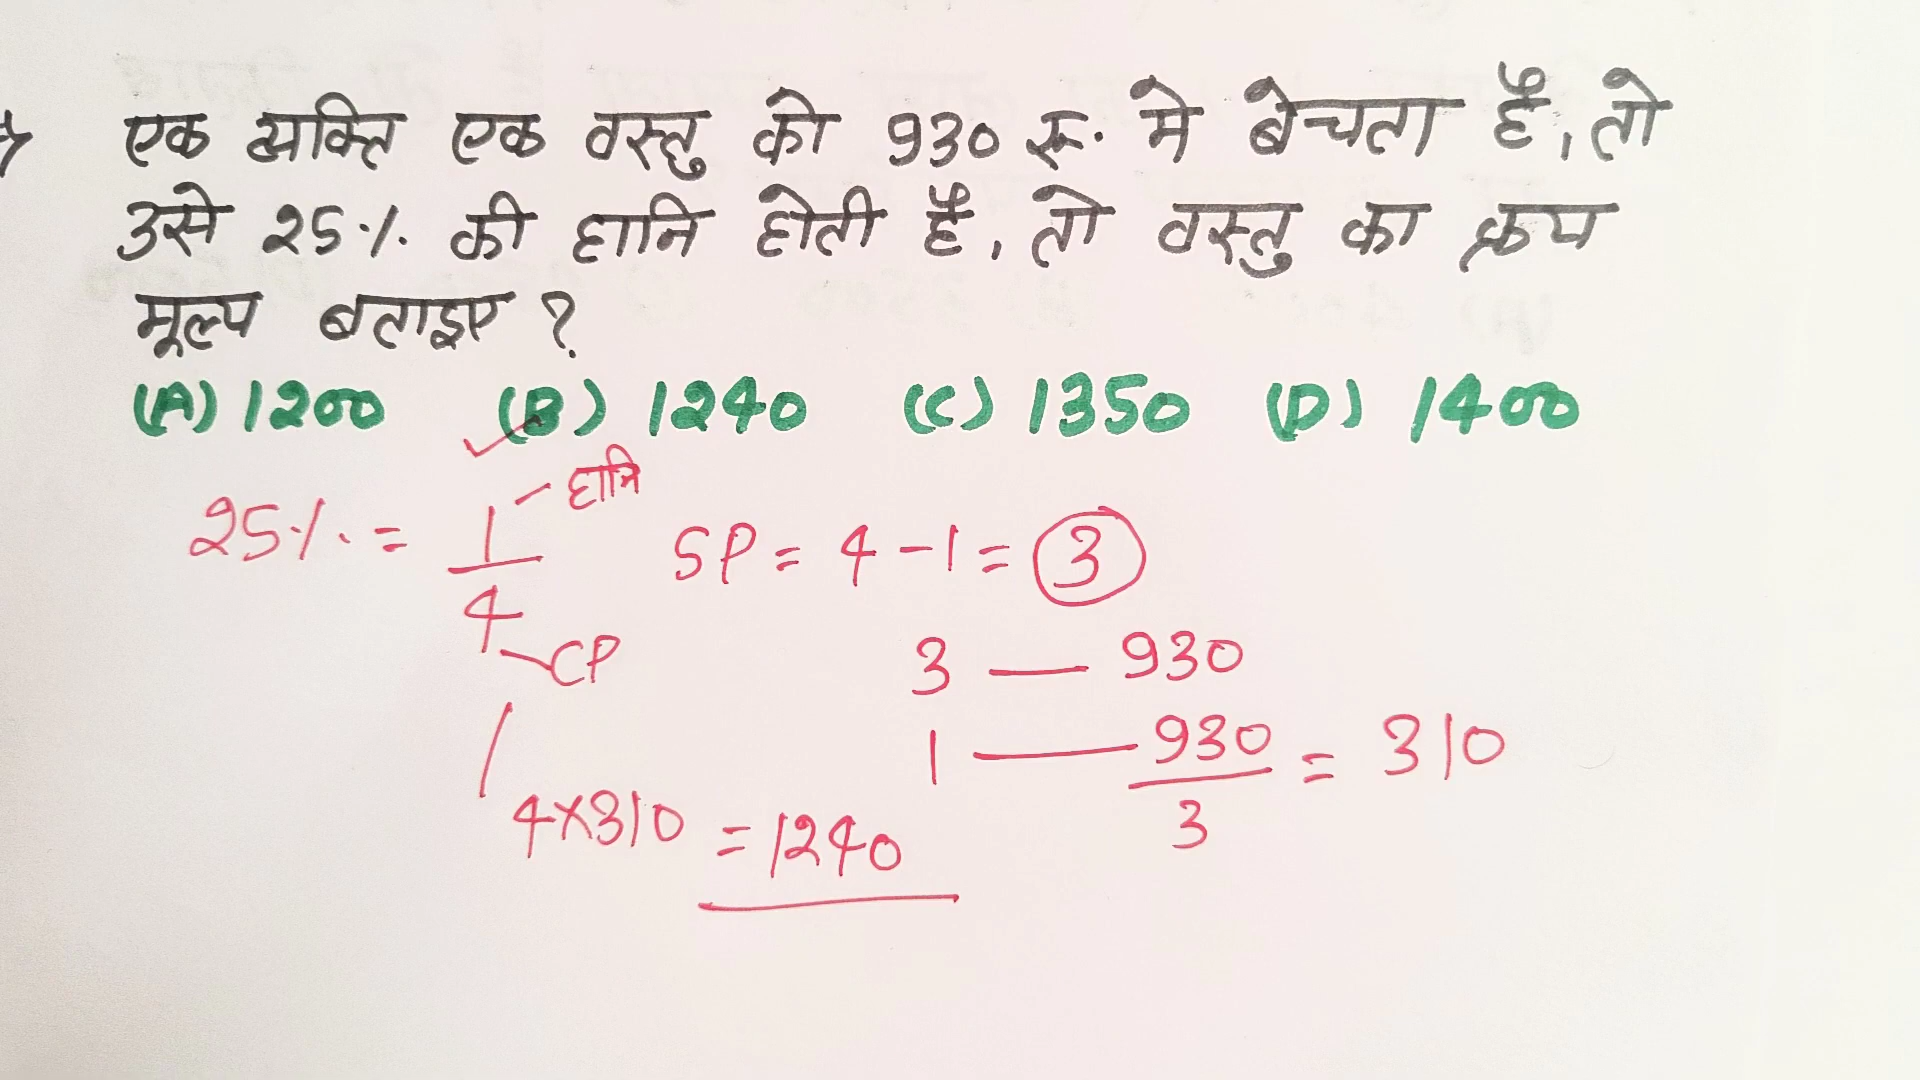 → एक व्यक्ति एक वस्तु को 930 रू. मे बेचता है, तो
उसे 25% की हानि होती है, तो वस्तु का क्रय
मूल्य बताइए ?
(A) 1200 (B) 1240 (C) 1350 (D) 1400
✓
25% = 1/4 - हानि SP = 4 - 1 = 3
CP
3 — 930
1 — 930/3 = 310
4×310 = 1240